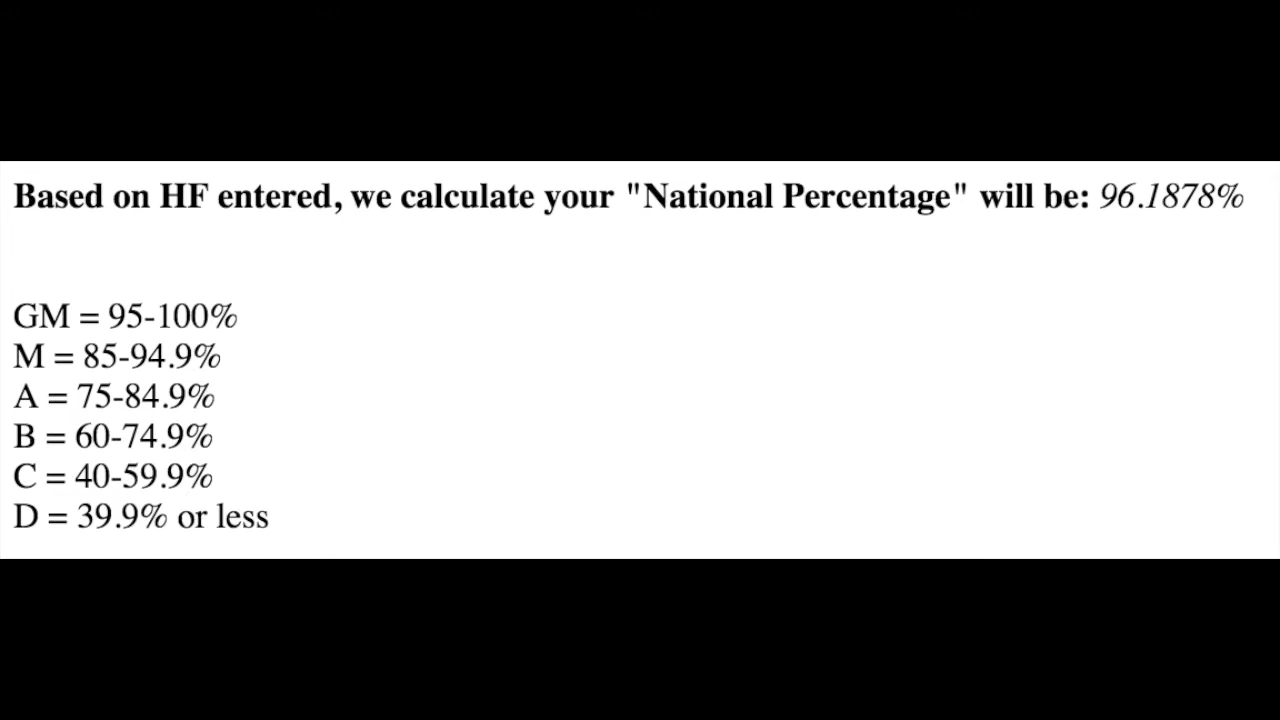 Based on HF entered, we calculate your "National Percentage" will be: 96.1878%
GM = 95-100%
M = 85-94.9%
A = 75-84.9%
B = 60-74.9%
C = 40-59.9%
D = 39.9% or less